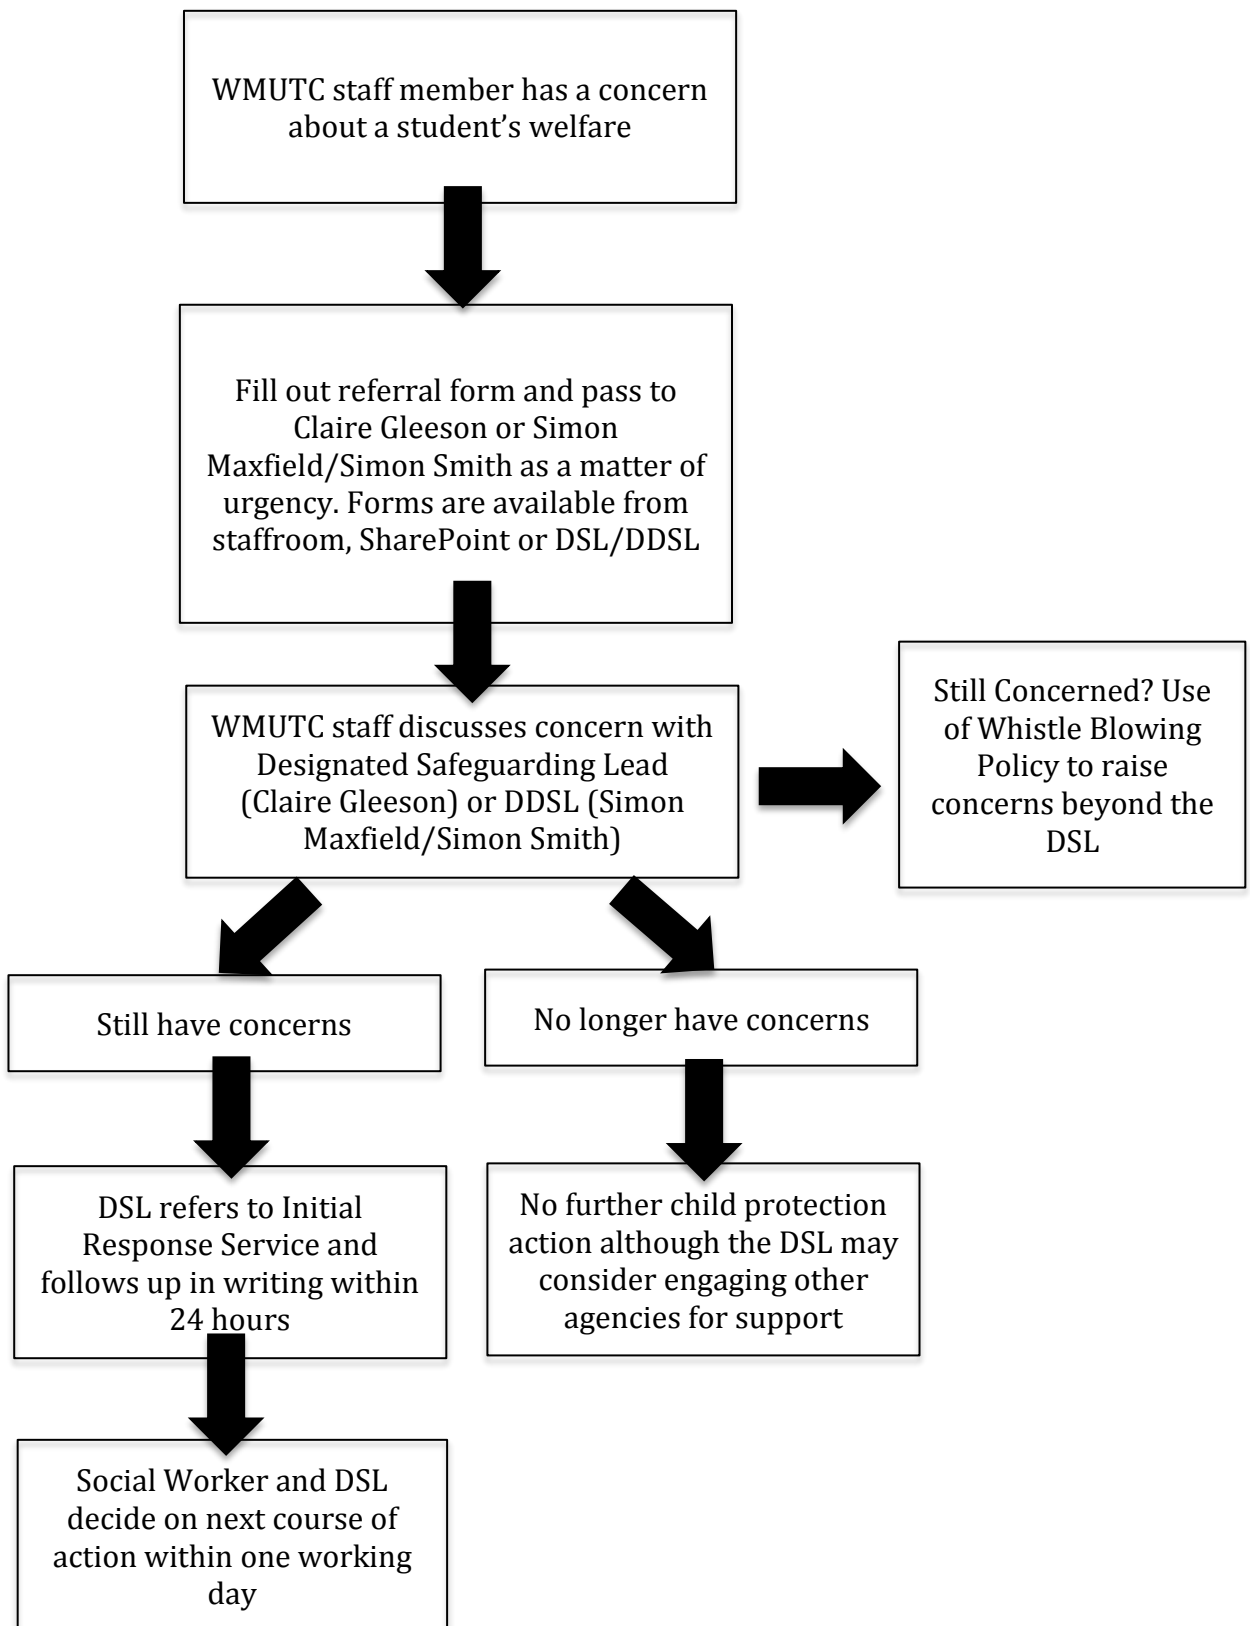 WMUTC staff member has a concern
about a student’s welfare
Fill out referral form and pass to
Claire Gleeson or Simon
Maxfield/Simon Smith as a matter of
urgency. Forms are available from
staffroom, SharePoint or DSL/DDSL
WMUTC staff discusses concern with
Designated Safeguarding Lead
(Claire Gleeson) or DDSL (Simon
Maxfield/Simon Smith)
Still Concerned? Use
of Whistle Blowing
Policy to raise
concerns beyond the
DSL
Still have concerns
No longer have concerns
DSL refers to Initial
Response Service and
follows up in writing within
24 hours
No further child protection
action although the DSL may
consider engaging other
agencies for support
Social Worker and DSL
decide on next course of
action within one working
day